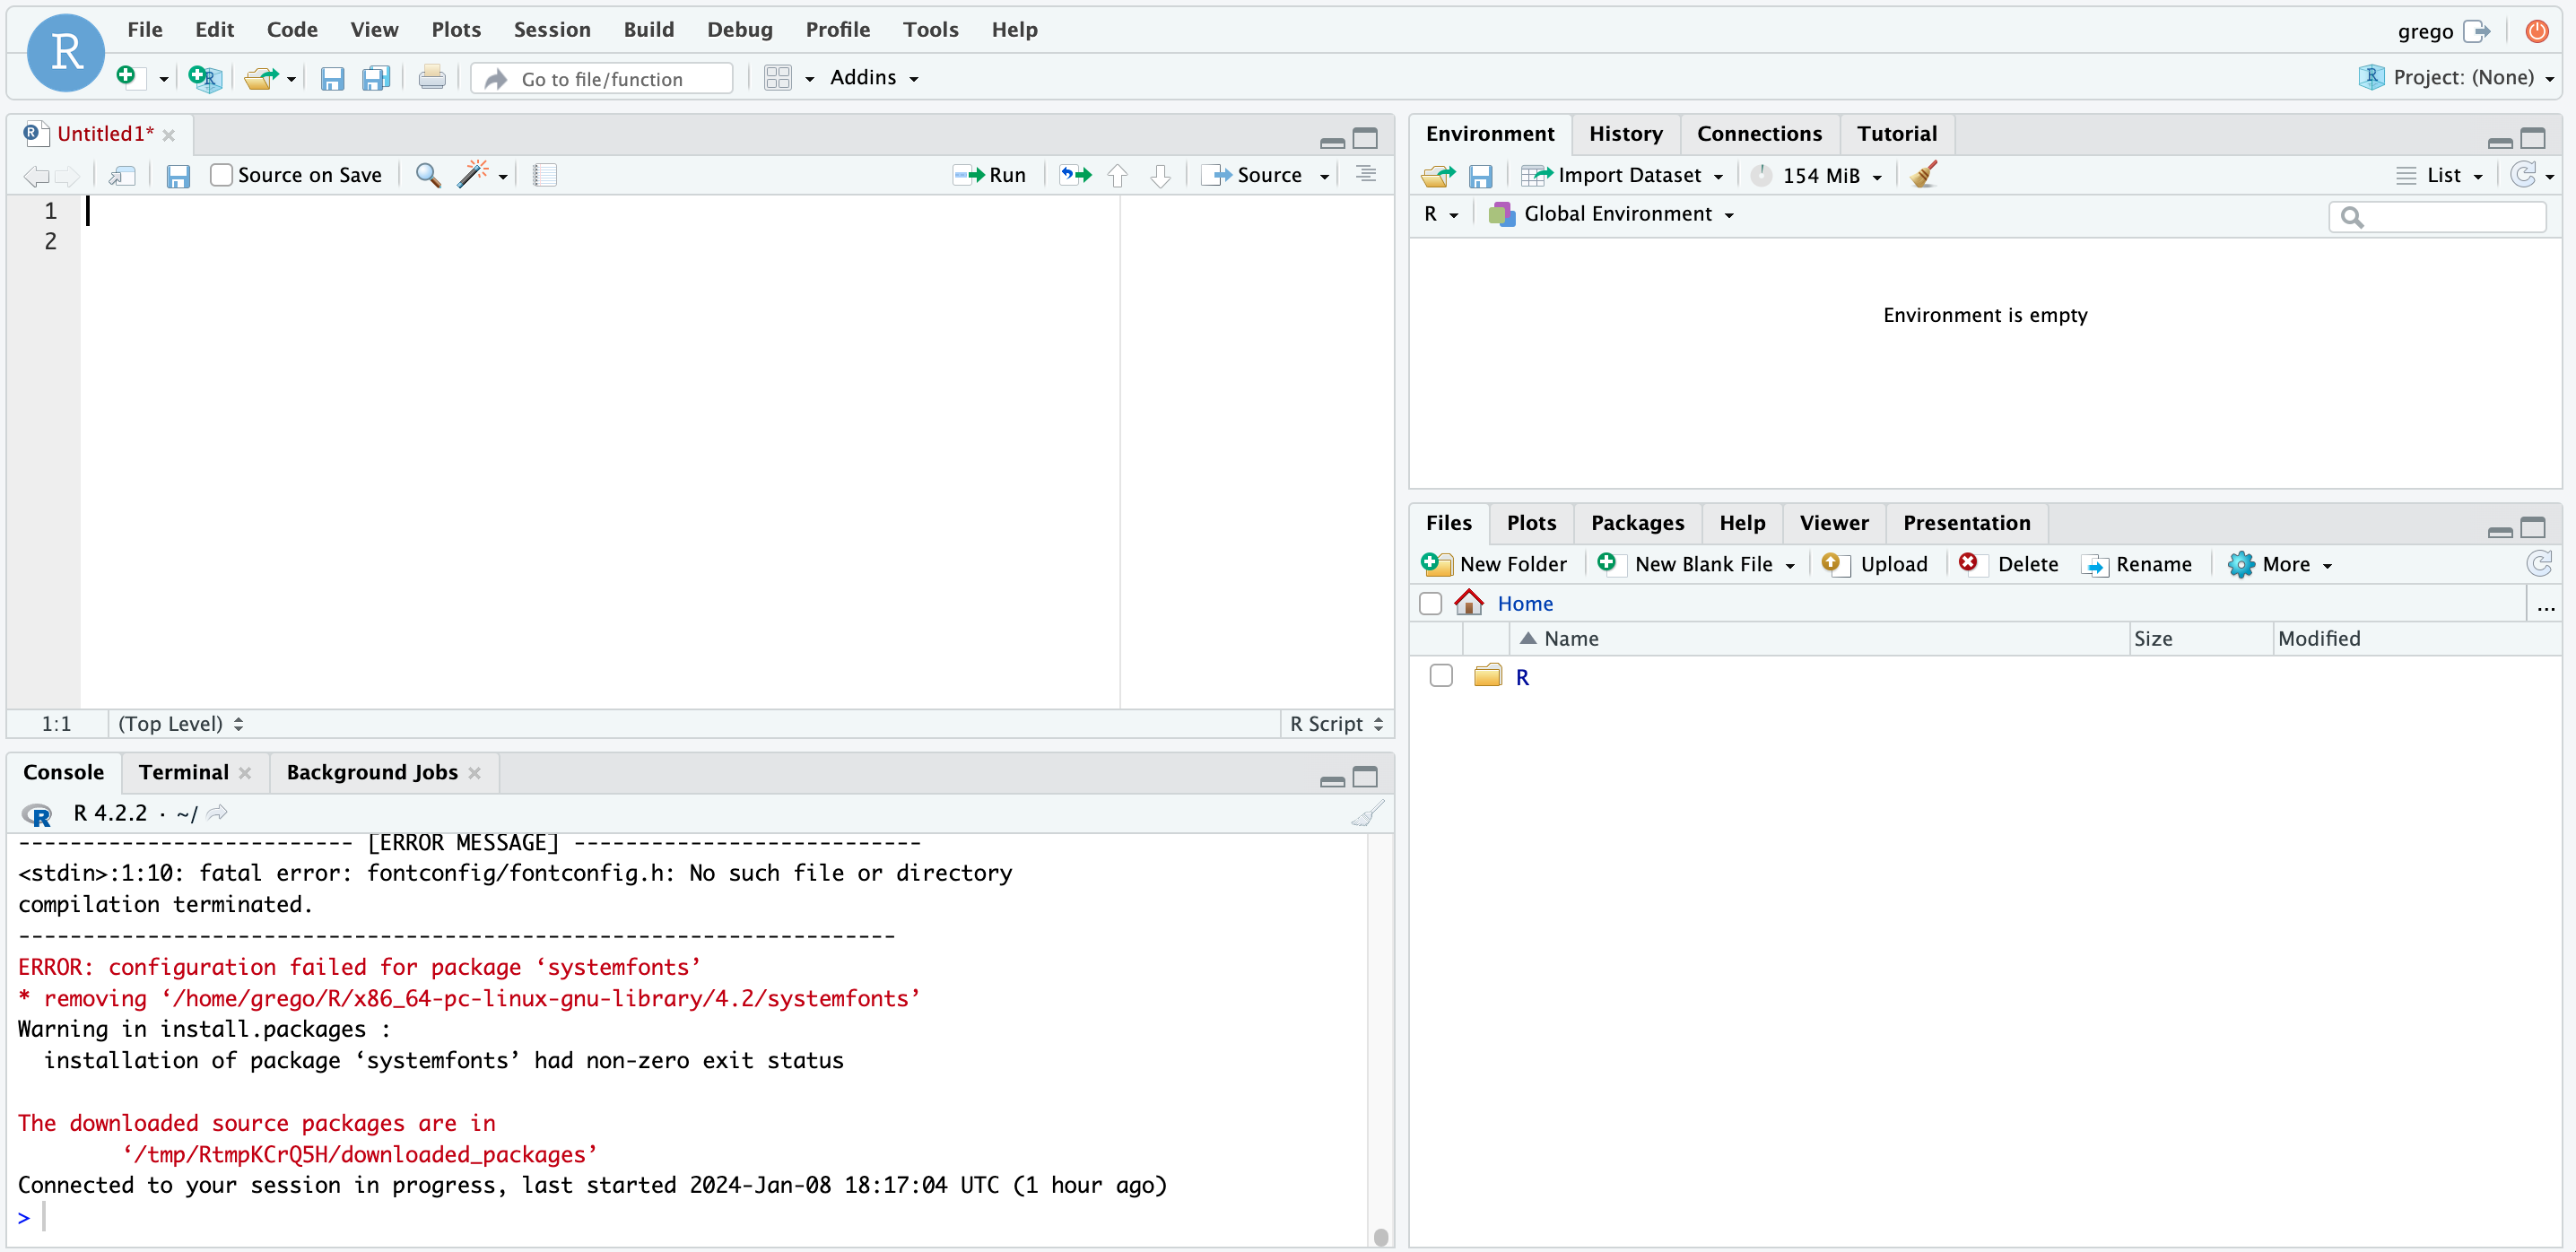 R File Edit Code View Plots Session Build Debug Profile Tools Help grego
R Go to file/function Addins R Project: (None)
R Untitled1*
Source on Save Run Source
1
2
1:1 (Top Level) R Script
Console Terminal Background Jobs
R R 4.2.2 · ~/
-------------------------- [ERROR MESSAGE] ---------------------------
<stdin>:1:10: fatal error: fontconfig/fontconfig.h: No such file or directory
compilation terminated.
--------------------------------------------------------------------
ERROR: configuration failed for package ‘systemfonts’
* removing ‘/home/grego/R/x86_64-pc-linux-gnu-library/4.2/systemfonts’
Warning in install.packages :
  installation of package ‘systemfonts’ had non-zero exit status
The downloaded source packages are in
        ‘/tmp/RtmpKCrQ5H/downloaded_packages’
Connected to your session in progress, last started 2024-Jan-08 18:17:04 UTC (1 hour ago)
>
Environment History Connections Tutorial
Import Dataset 154 MiB List
R Global Environment
Environment is empty
Files Plots Packages Help Viewer Presentation
New Folder New Blank File Upload Delete Rename More
Home ...
Name Size Modified
R